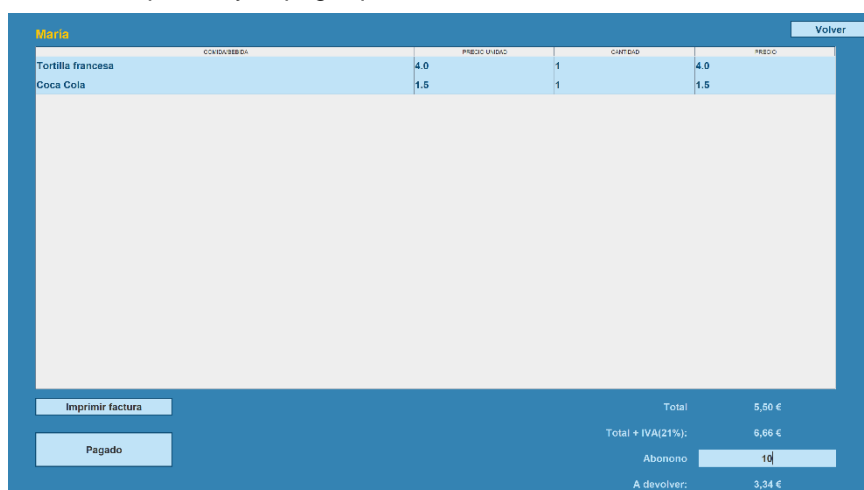 María
Volver
COMIDA/BEBIDA PRECIO UNIDAD CANTIDAD PRECIO
Tortilla francesa 4.0 1 4.0
Coca Cola 1.5 1 1.5
Imprimir factura
Total 5,50 €
Total + IVA(21%): 6,66 €
Pagado
Abonono 10
A devolver: 3,34 €